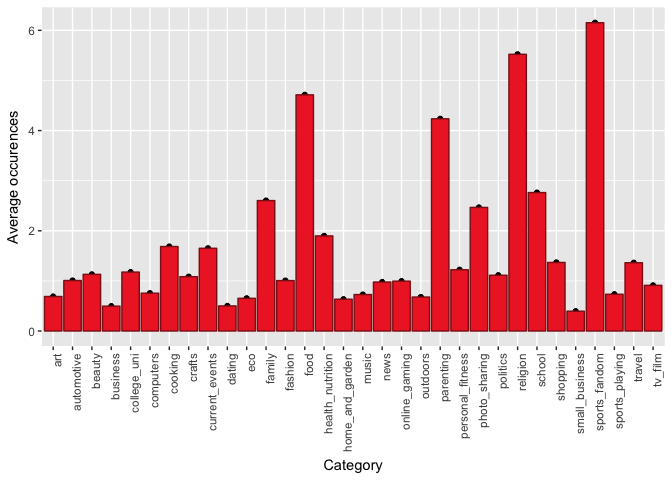 6
4
2
0
Average occurences
art
automotive
beauty
business
college_uni
computers
cooking
crafts
current_events
dating
eco
family
fashion
food
health_nutrition
home_and_garden
music
news
online_gaming
outdoors
parenting
personal_fitness
photo_sharing
politics
religion
school
shopping
small_business
sports_fandom
sports_playing
travel
tv_film
Category